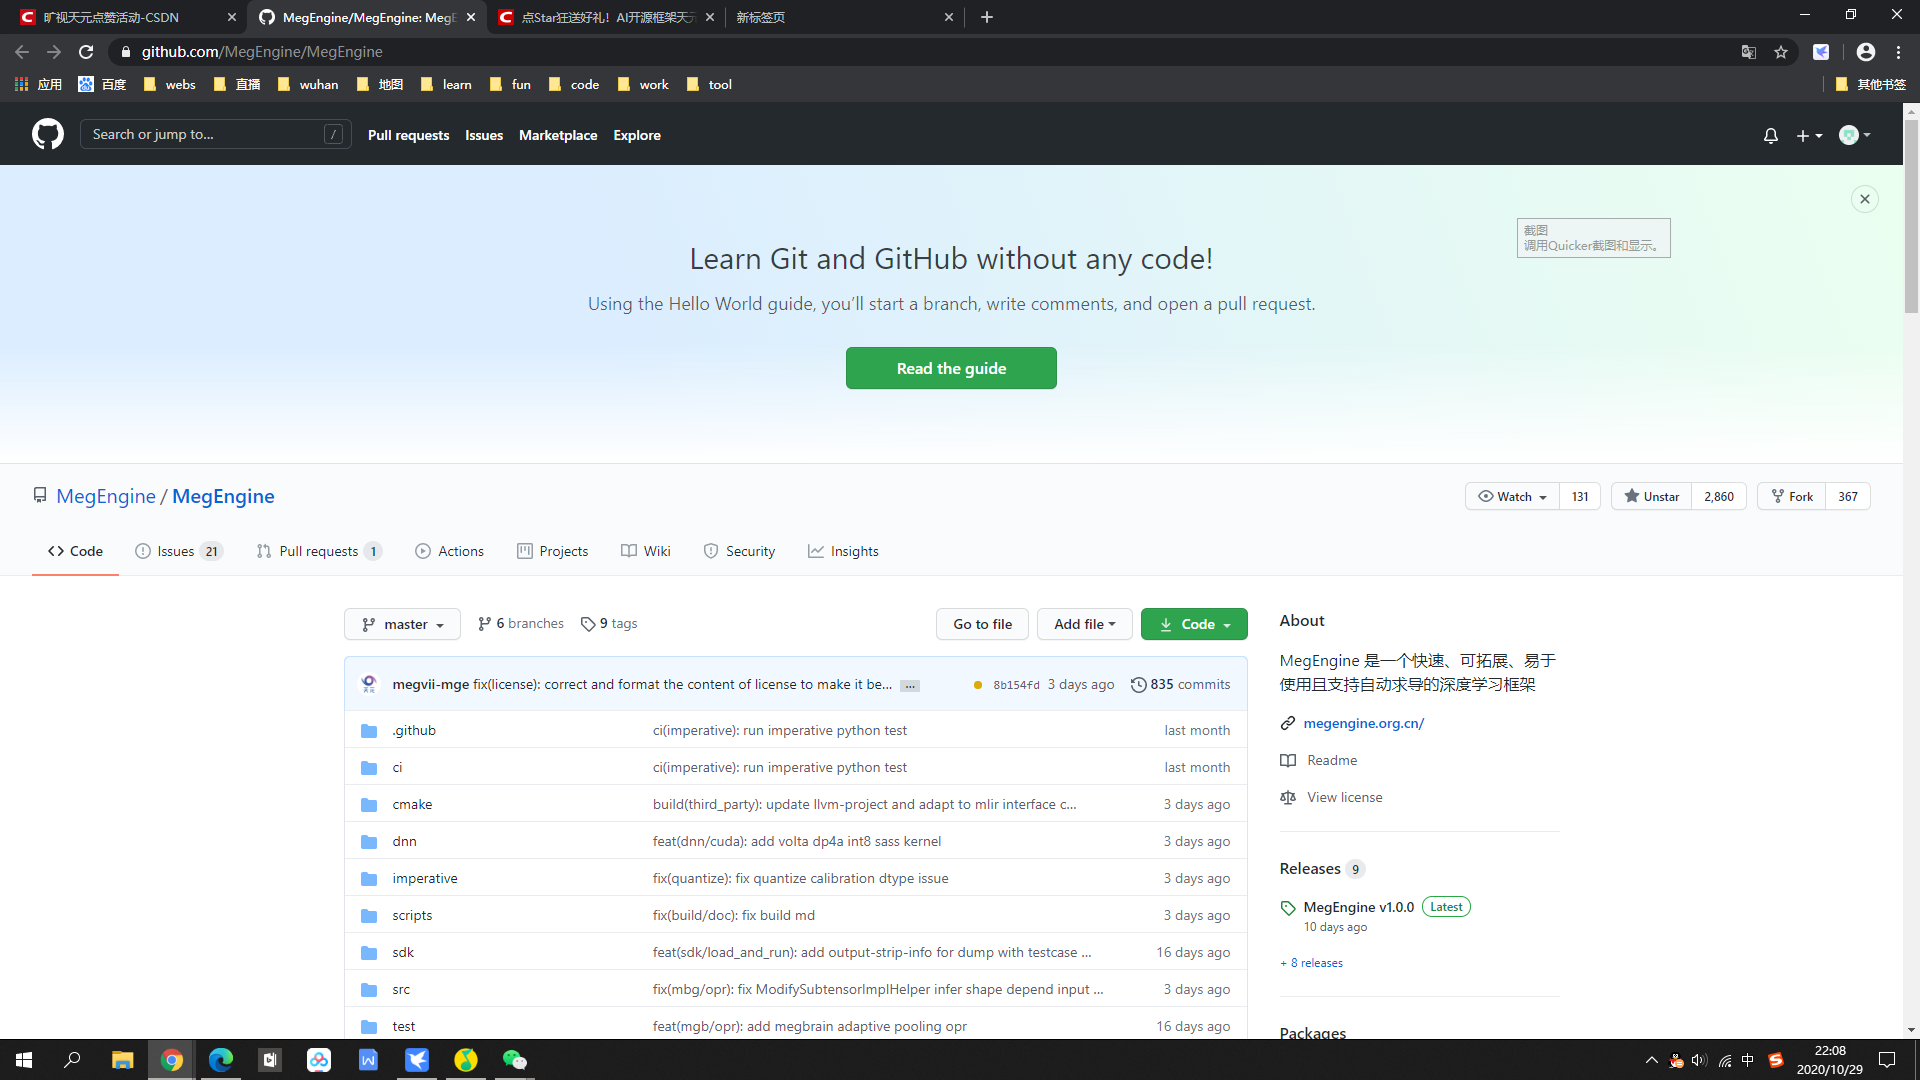 旷视天元点赞活动-CSDN
MegEngine/MegEngine: MegE
点Star狂送好礼！AI开源框架天元
新标签页
github.com/MegEngine/MegEngine
应用
百度
webs
直播
wuhan
地图
learn
fun
code
work
tool
其他书签
Search or jump to...
/
Pull requests
Issues
Marketplace
Explore
截图
调用Quicker截图和显示。
Learn Git and GitHub without any code!
Using the Hello World guide, you’ll start a branch, write comments, and open a pull request.
Read the guide
MegEngine / MegEngine
Watch 131
Unstar 2,860
Fork 367
Code
Issues 21
Pull requests 1
Actions
Projects
Wiki
Security
Insights
master
6 branches
9 tags
Go to file
Add file
Code
megvii-mge fix(license): correct and format the content of license to make it be... ...
8b154fd 3 days ago
835 commits
.github ci(imperative): run imperative python test last month
ci ci(imperative): run imperative python test last month
cmake build(third_party): update llvm-project and adapt to mlir interface c... 3 days ago
dnn feat(dnn/cuda): add volta dp4a int8 sass kernel 3 days ago
imperative fix(quantize): fix quantize calibration dtype issue 3 days ago
scripts fix(build/doc): fix build md 3 days ago
sdk feat(sdk/load_and_run): add output-strip-info for dump with testcase ... 16 days ago
src fix(mbg/opr): fix ModifySubtensorImplHelper infer shape depend input ... 3 days ago
test feat(mgb/opr): add megbrain adaptive pooling opr 16 days ago
About
MegEngine 是一个快速、可拓展、易于
使用且支持自动求导的深度学习框架
megengine.org.cn/
Readme
View license
Releases 9
MegEngine v1.0.0 Latest
10 days ago
+ 8 releases
Packages
中
22:08
2020/10/29